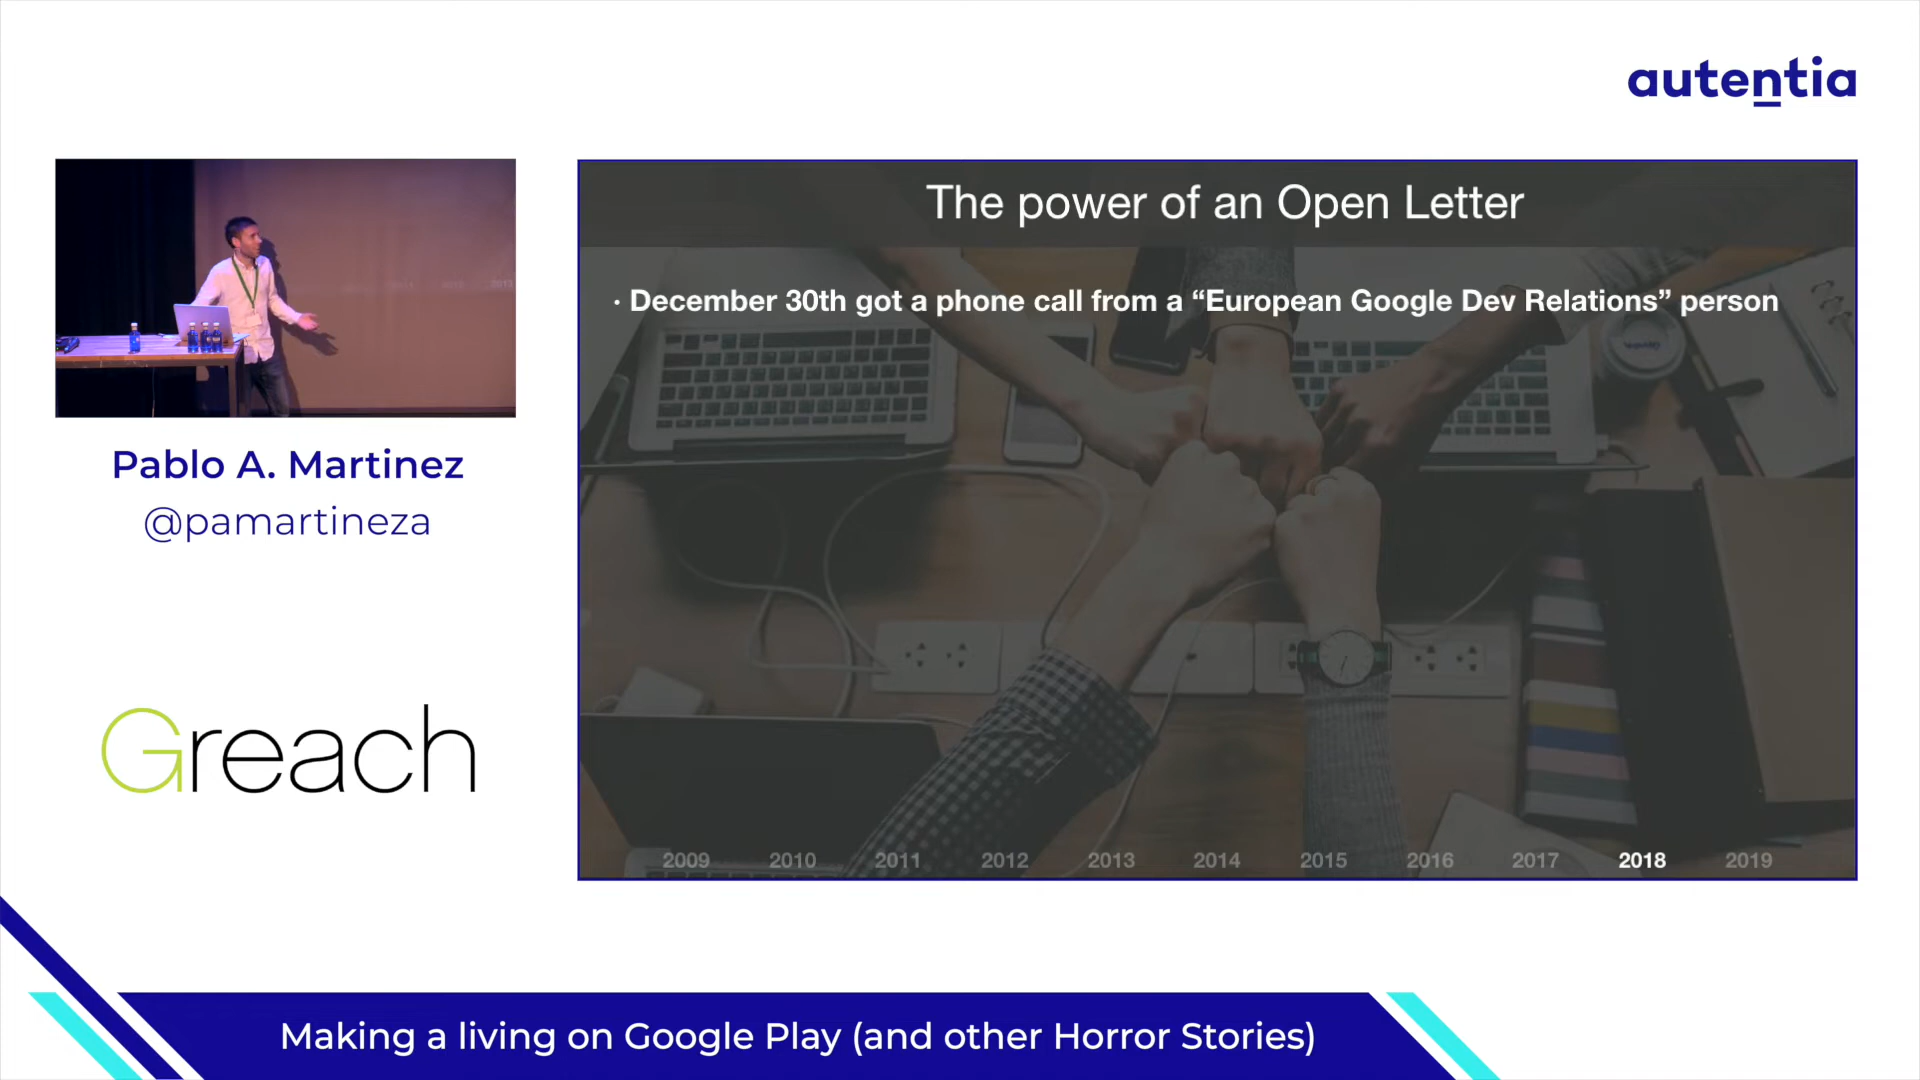 autentia
The power of an Open Letter
· December 30th got a phone call from a “European Google Dev Relations” person
Pablo A. Martinez
@pamartineza
Greach
2009 2010 2011 2012 2013 2014 2015 2016 2017 2018 2019
Making a living on Google Play (and other Horror Stories)